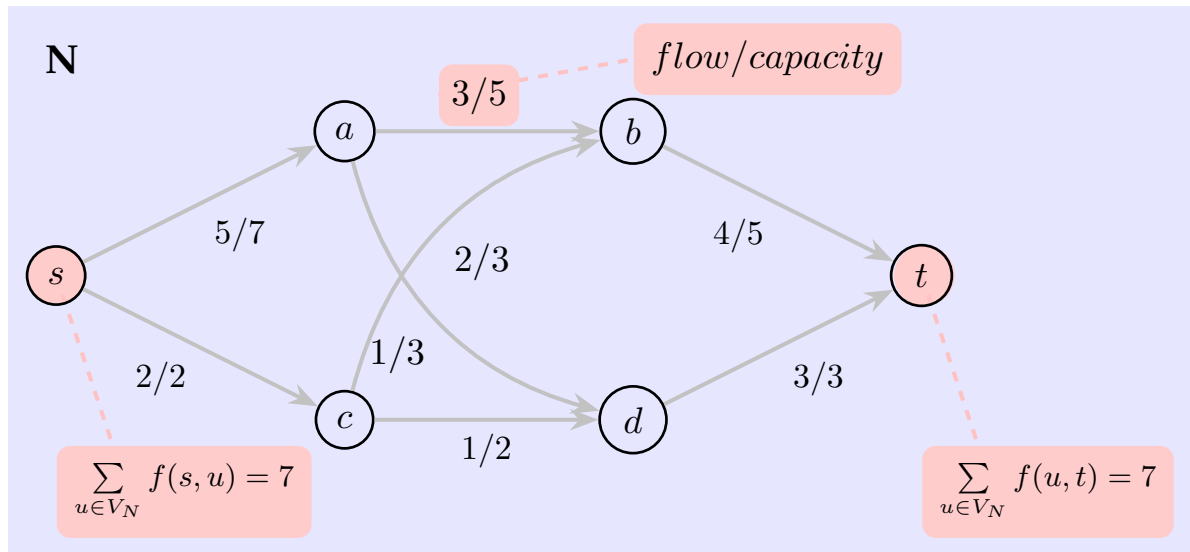 N
flow/capacity
3/5
a
b
5/7
2/3
4/5
s
t
1/3
2/2
3/3
c
d
1/2
∑ f(s, u) = 7
u∈V_N
∑ f(u, t) = 7
u∈V_N